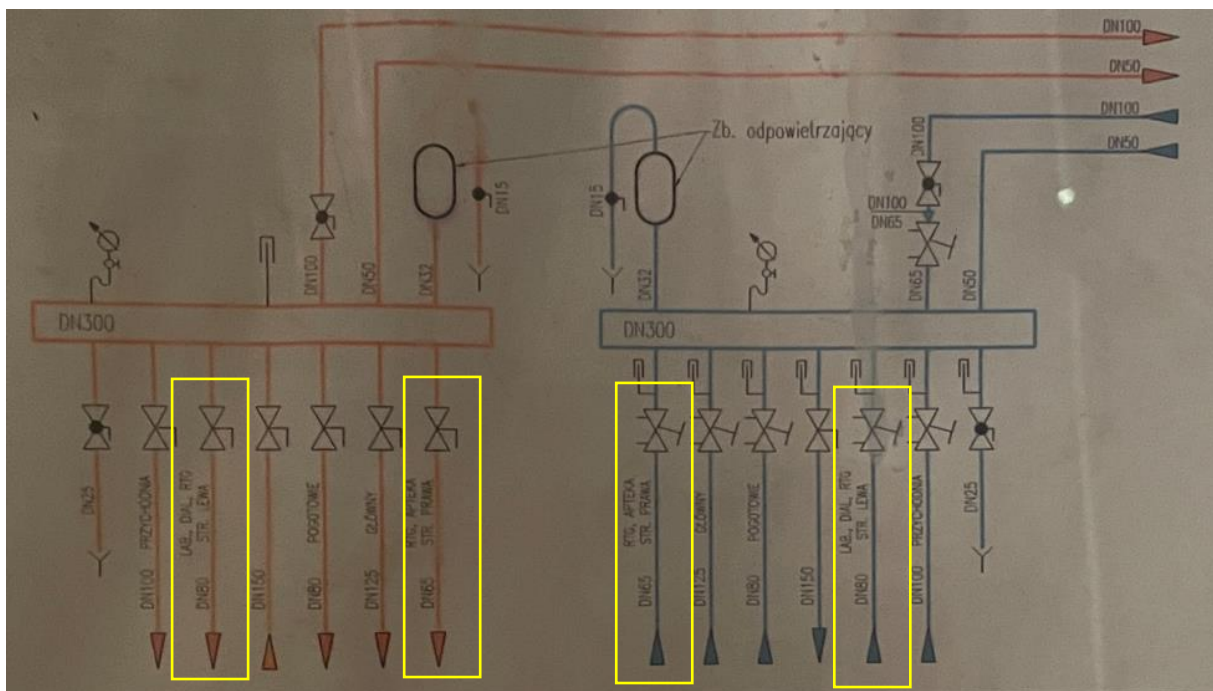 DN100
DN50
DN100
DN50
Zb. odpowietrzający
DN100
DN100
DN65
DN15
DN15
DN100
DN50
DN32
DN32
DN65
DN50
DN300
DN300
DN25
PRZYCHODNIA
DN100
LAB., DIAL., RTG
STR. LEWA
DN80
DN150
POGOTOWIE
DN80
GŁÓWNY
DN125
RTG, APTEKA
STR. PRAWA
DN65
RTG, APTEKA
STR. PRAWA
DN65
GŁÓWNY
DN125
POGOTOWIE
DN80
DN150
LAB., DIAL., RTG
STR. LEWA
DN80
PRZYCHODNIA
DN100
DN25